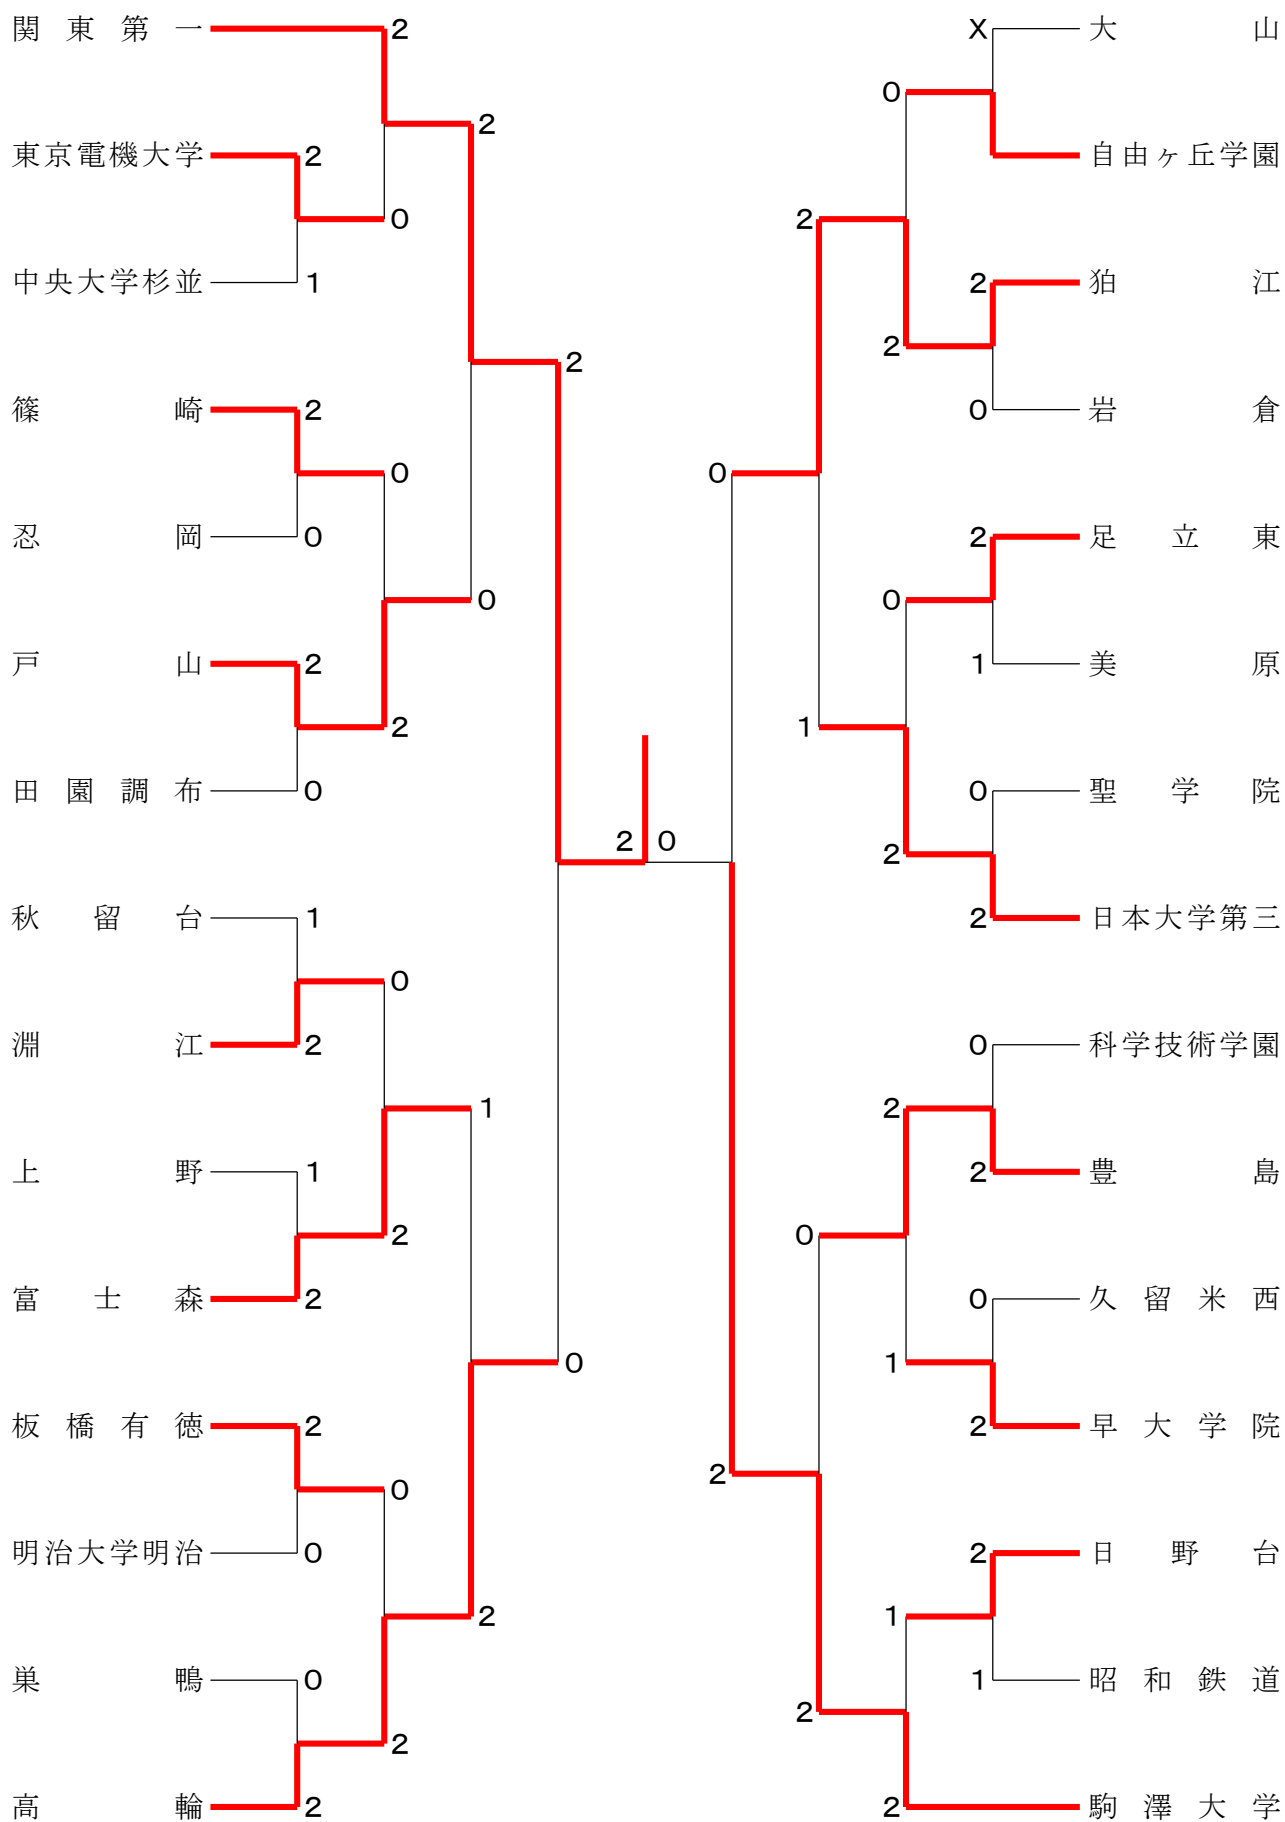 関東第一 2 X 大山
0
2
東京電機大学 2 自由ヶ丘学園
0 2
中央大学杉並 1 2 狛江
2
2
篠崎 2 0 岩倉
0 0
忍岡 0 2 足立東
0 0
戸山 2 1 美原
2 1
田園調布 0 0 聖学院
2 0
2
秋留台 1 2 日本大学第三
0
淵江 2 0 科学技術学園
1 2
上野 1 2 豊島
2 0
富士森 2 0 久留米西
0 1
板橋有徳 2 2 早大学院
2
0
明治大学明治 0 2 日野台
2 1
巣鴨 0 1 昭和鉄道
2
2
高輪 2 2 駒澤大学